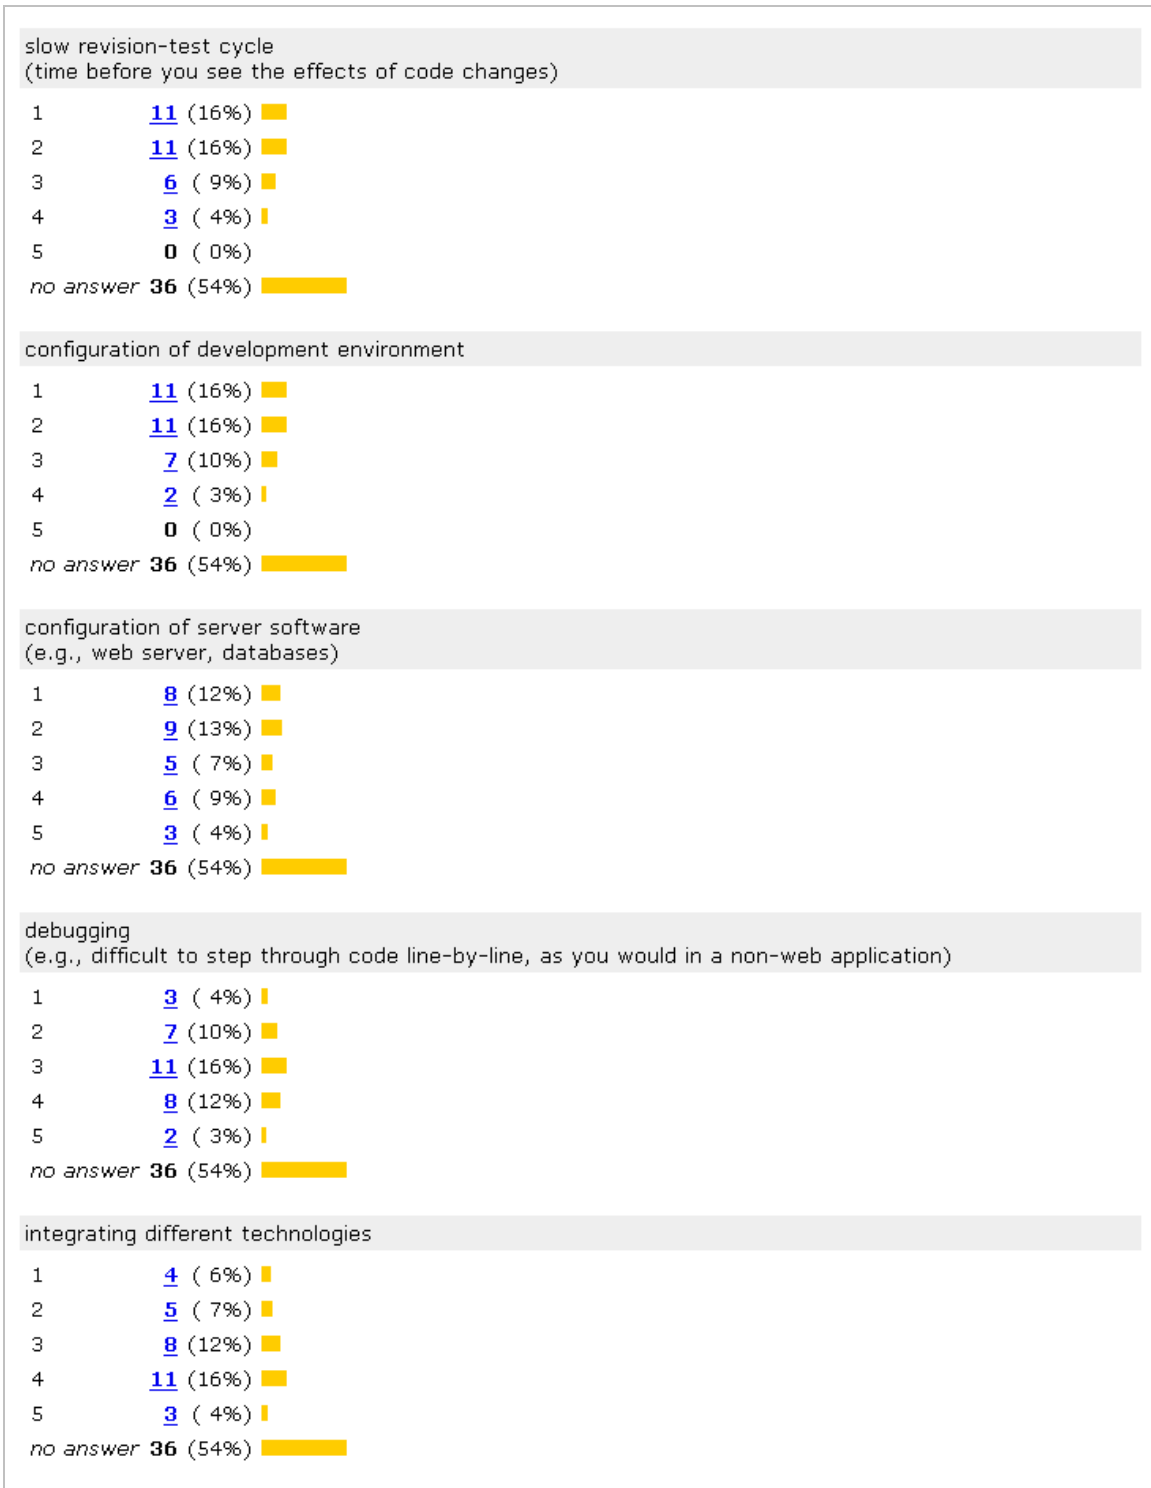 slow revision-test cycle
(time before you see the effects of code changes)
1 11 (16%)
2 11 (16%)
3 6 ( 9%)
4 3 ( 4%)
5 0 ( 0%)
no answer 36 (54%)
configuration of development environment
1 11 (16%)
2 11 (16%)
3 7 (10%)
4 2 ( 3%)
5 0 ( 0%)
no answer 36 (54%)
configuration of server software
(e.g., web server, databases)
1 8 (12%)
2 9 (13%)
3 5 ( 7%)
4 6 ( 9%)
5 3 ( 4%)
no answer 36 (54%)
debugging
(e.g., difficult to step through code line-by-line, as you would in a non-web application)
1 3 ( 4%)
2 7 (10%)
3 11 (16%)
4 8 (12%)
5 2 ( 3%)
no answer 36 (54%)
integrating different technologies
1 4 ( 6%)
2 5 ( 7%)
3 8 (12%)
4 11 (16%)
5 3 ( 4%)
no answer 36 (54%)